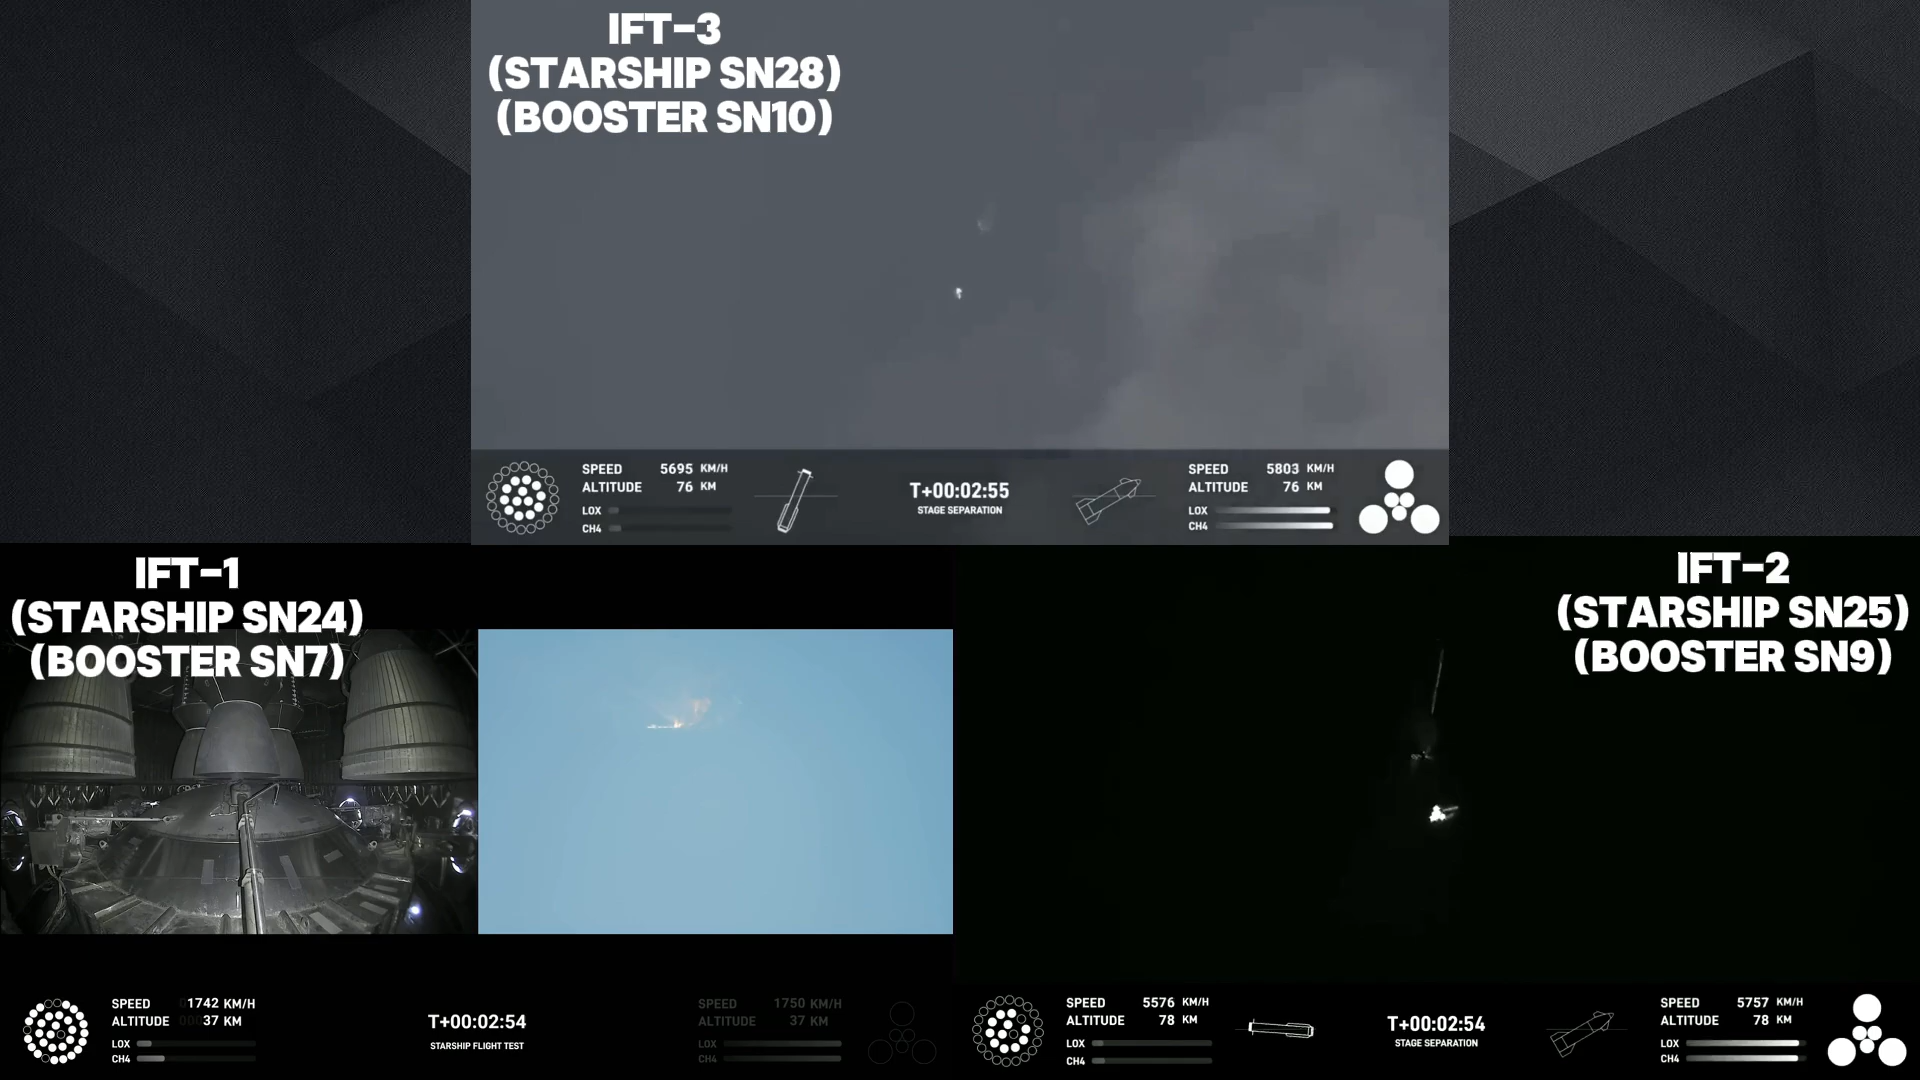 IFT-3
(STARSHIP SN28)
(BOOSTER SN10)
SPEED 5695 KM/H
ALTITUDE 76 KM
LOX
CH4
T+00:02:55
STAGE SEPARATION
SPEED 5803 KM/H
ALTITUDE 76 KM
LOX
CH4
IFT-1
(STARSHIP SN24)
(BOOSTER SN7)
SPEED 01742 KM/H
ALTITUDE 00037 KM
LOX
CH4
T+00:02:54
STARSHIP FLIGHT TEST
SPEED 1750 KM/H
ALTITUDE 37 KM
LOX
CH4
IFT-2
(STARSHIP SN25)
(BOOSTER SN9)
SPEED 5576 KM/H
ALTITUDE 78 KM
LOX
CH4
T+00:02:54
STAGE SEPARATION
SPEED 5757 KM/H
ALTITUDE 78 KM
LOX
CH4